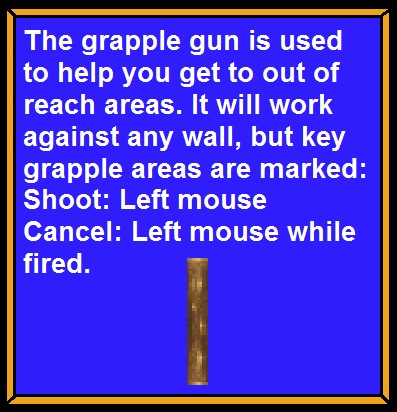 The grapple gun is used
to help you get to out of
reach areas. It will work
against any wall, but key
grapple areas are marked:
Shoot: Left mouse
Cancel: Left mouse while
fired.